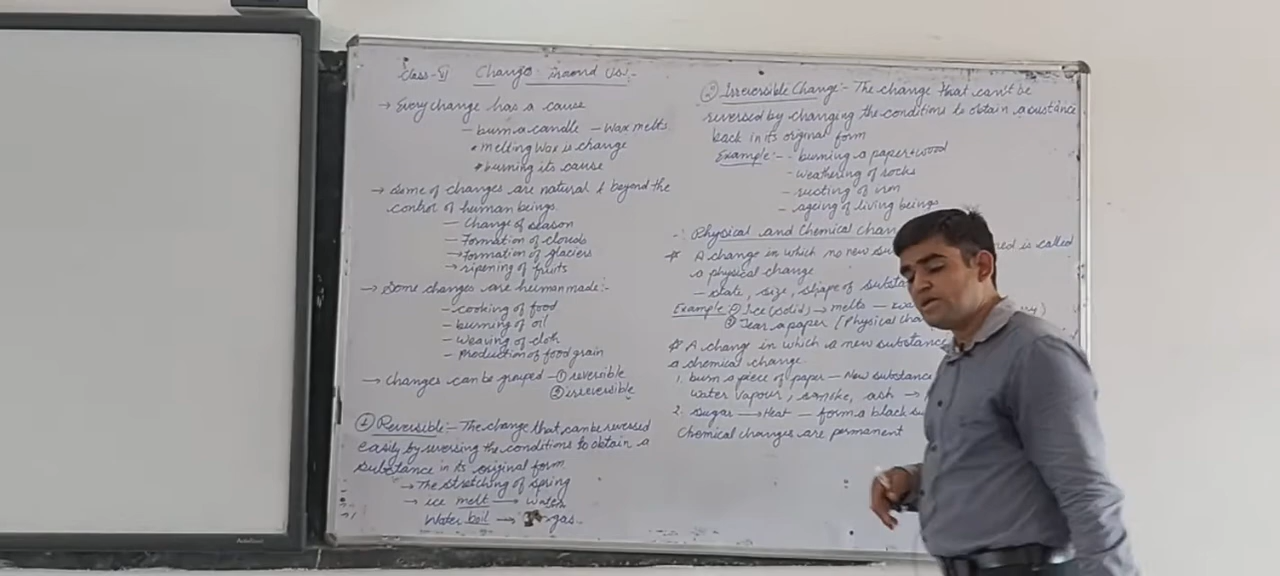 Class-VI Change around Us:-
→ Every change has a cause
- burn a candle - Wax melts
• melting wax is change
• burning its cause
→ Some of changes are natural & beyond the
control of human beings
- Change of season
- Formation of clouds
→ Formation of glaciers
→ ripening of fruits
→ Some changes are human made:-
- cooking of food
- burning of oil
- weaving of cloth
- Production of food grain
→ Changes can be grouped - ① reversible
② irreversible
① Reversible:- The change that can be reversed
easily by reversing the conditions to obtain a
substance in its original form
→ The stretching of spring
→ ice melt → water
Water boil → gas
② Irreversible Change:- The change that can't be
reversed by changing the conditions to obtain a sustance
back in its original form
Example:- - burning a paper + wood
- weathering of rocks
- rusting of iron
- ageing of living beings
Physical and Chemical Chan
A change in which no new su ed is called
a physical change
- state, size, shape of substa
Example ① Ice (solid) → melts -
② Tear a paper [Physical cha
A change in which a new substance
a chemical change.
1. burn a piece of paper - New substance
water vapour, smoke, ash →
2. sugar → Heat - form a black su
Chemical changes are permanent